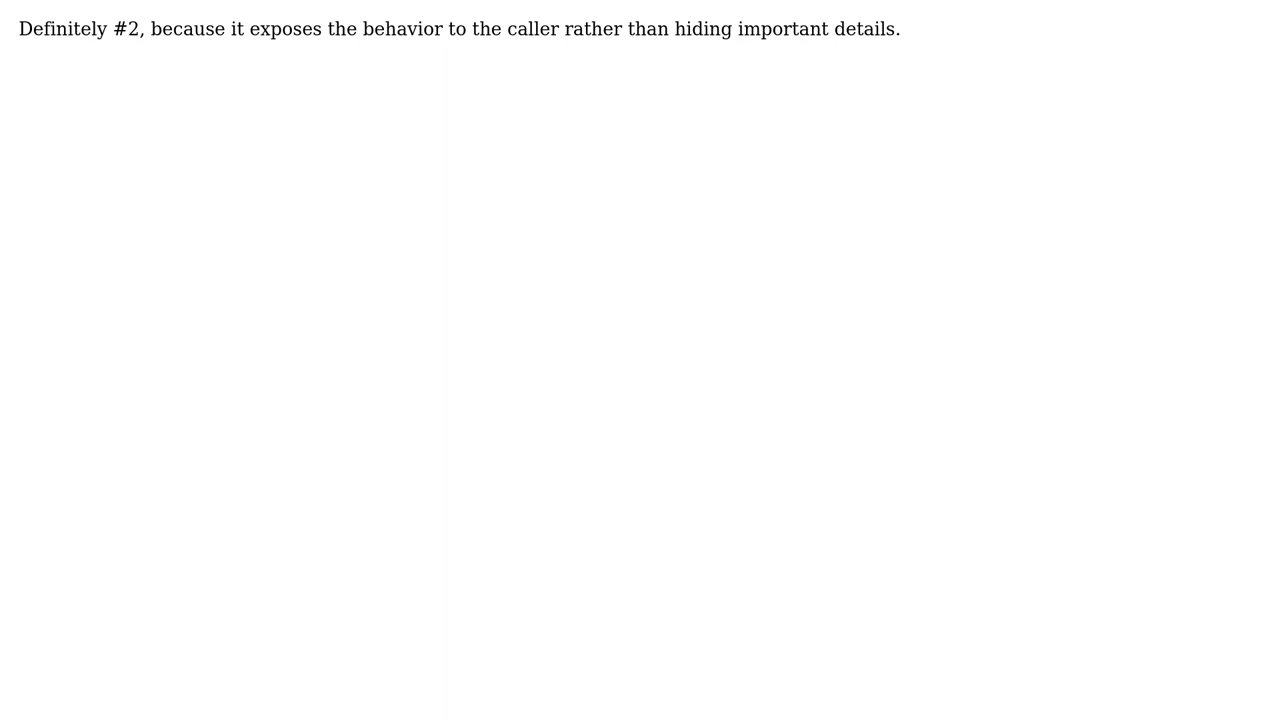 Definitely #2, because it exposes the behavior to the caller rather than hiding important details.